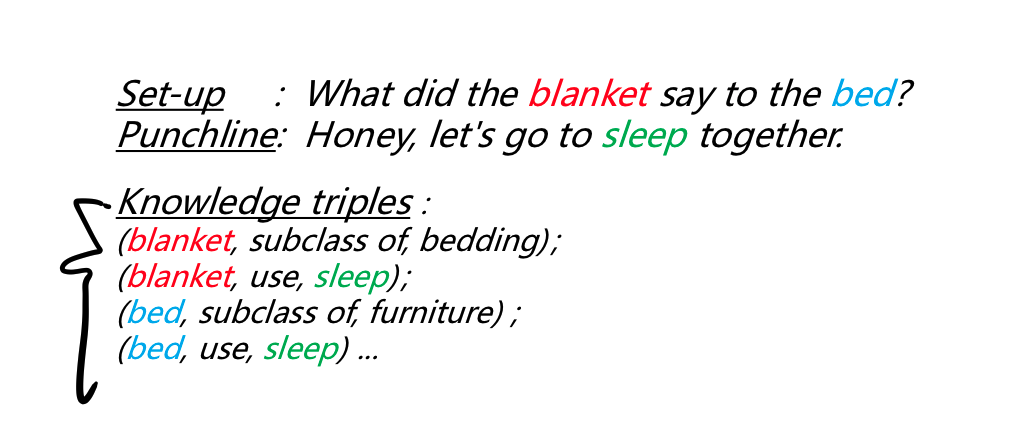 Set-up : What did the blanket say to the bed?
Punchline: Honey, let's go to sleep together.
Knowledge triples :
(blanket, subclass of, bedding);
(blanket, use, sleep);
(bed, subclass of, furniture) ;
(bed, use, sleep) ...